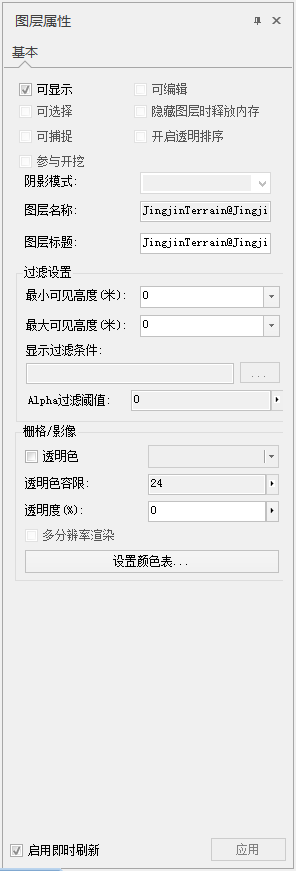 图层属性
基本
可显示 可编辑
可选择 隐藏图层时释放内存
可捕捉 开启透明排序
参与开挖
阴影模式:
图层名称: JingjinTerrain@Jingji
图层标题: JingjinTerrain@Jingji
过滤设置
最小可见高度(米): 0
最大可见高度(米): 0
显示过滤条件:
...
Alpha过滤阈值: 0
栅格/影像
透明色
透明色容限: 24
透明度(%): 0
多分辨率渲染
设置颜色表...
启用即时刷新 应用